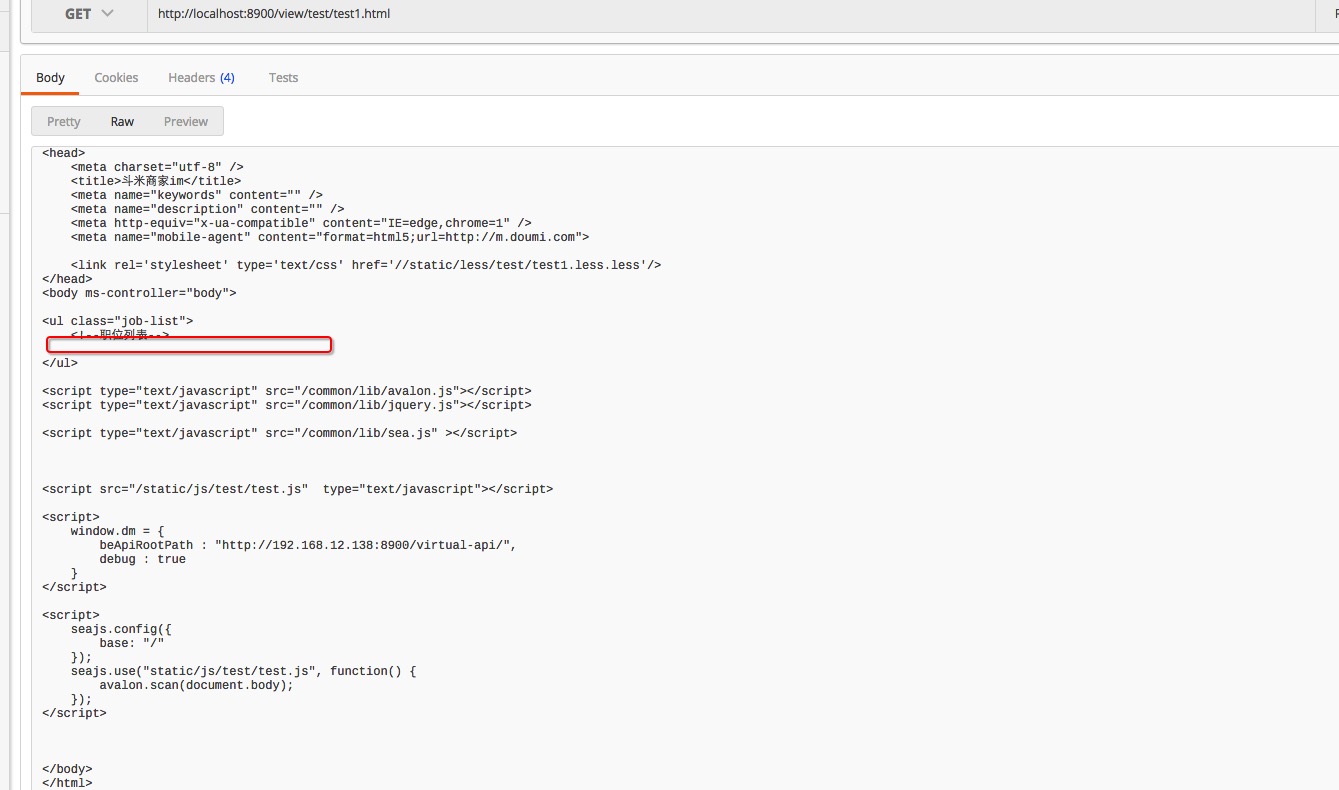 GET
http://localhost:8900/view/test/test1.html
Body
Cookies
Headers (4)
Tests
Pretty
Raw
Preview
<head>
    <meta charset="utf-8" />
    <title>斗米商家im</title>
    <meta name="keywords" content="" />
    <meta name="description" content="" />
    <meta http-equiv="x-ua-compatible" content="IE=edge,chrome=1" />
    <meta name="mobile-agent" content="format=html5;url=http://m.doumi.com">
    <link rel='stylesheet' type='text/css' href='//static/less/test/test1.less.less'/>
</head>
<body ms-controller="body">
<ul class="job-list">
    <!--职位列表-->
</ul>
<script type="text/javascript" src="/common/lib/avalon.js"></script>
<script type="text/javascript" src="/common/lib/jquery.js"></script>
<script type="text/javascript" src="/common/lib/sea.js" ></script>
<script src="/static/js/test/test.js"  type="text/javascript"></script>
<script>
    window.dm = {
        beApiRootPath : "http://192.168.12.138:8900/virtual-api/",
        debug : true
    }
</script>
<script>
    seajs.config({
        base: "/"
    });
    seajs.use("static/js/test/test.js", function() {
        avalon.scan(document.body);
    });
</script>
</body>
</html>